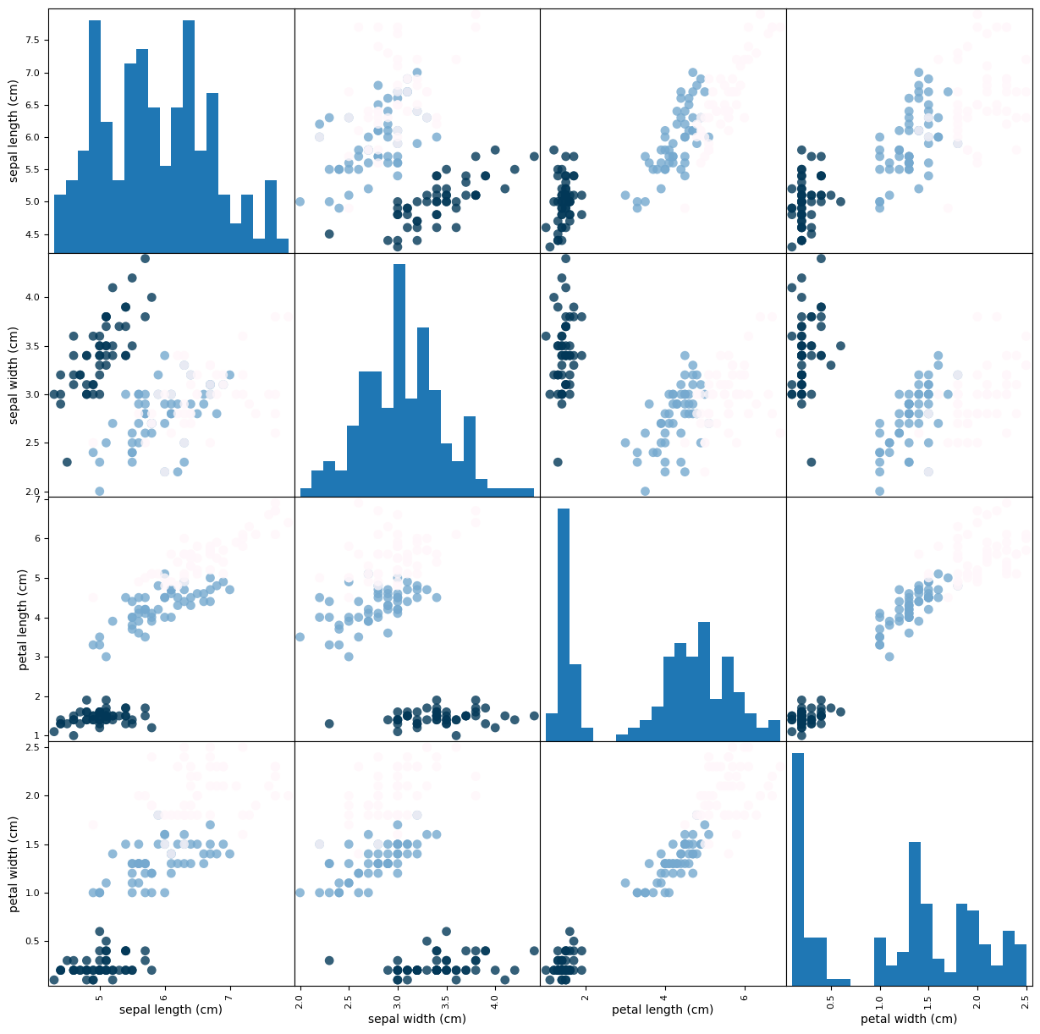 7.5
7.0
6.5
6.0
5.5
5.0
4.5
sepal length (cm)
4.0
3.5
3.0
2.5
2.0
sepal width (cm)
7
6
5
4
3
2
1
petal length (cm)
2.5
2.0
1.5
1.0
0.5
petal width (cm)
5 6 7
sepal length (cm)
2.0 2.5 3.0 3.5 4.0
sepal width (cm)
2 4 6
petal length (cm)
0.5 1.0 1.5 2.0 2.5
petal width (cm)